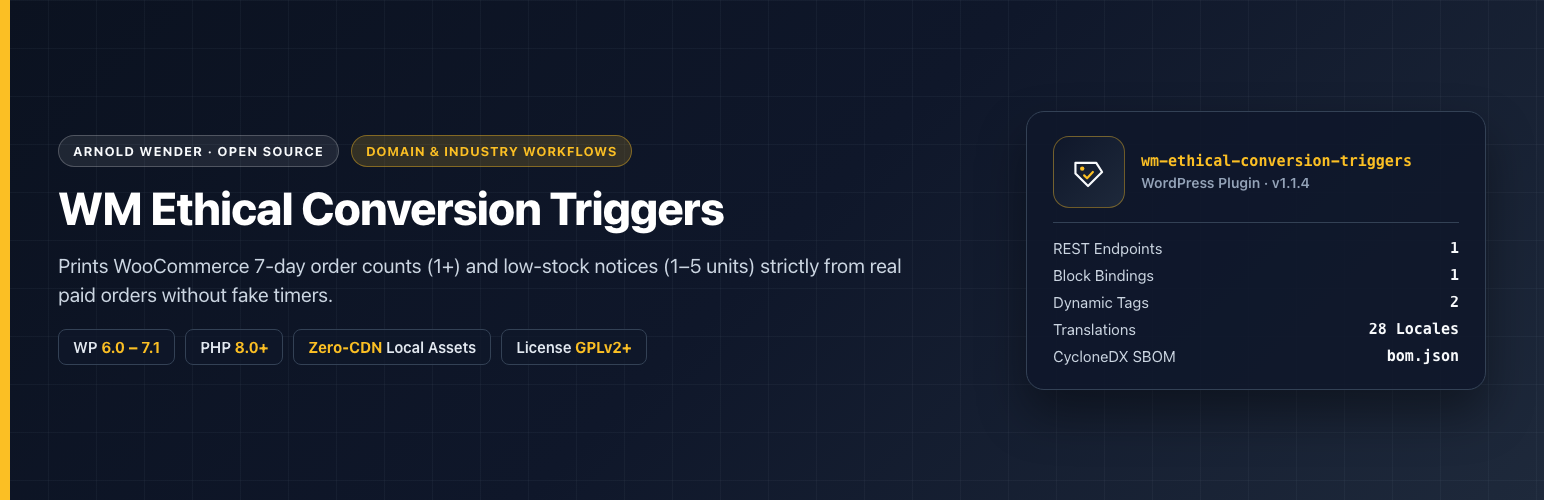 ARNOLD WENDER · OPEN SOURCE
DOMAIN & INDUSTRY WORKFLOWS
WM Ethical Conversion Triggers
Prints WooCommerce 7-day order counts (1+) and low-stock notices (1–5 units) strictly from real
paid orders without fake timers.
WP 6.0 – 7.1
PHP 8.0+
Zero-CDN Local Assets
License GPLv2+
wm-ethical-conversion-triggers
WordPress Plugin · v1.1.4
REST Endpoints 1
Block Bindings 1
Dynamic Tags 2
Translations 28 Locales
CycloneDX SBOM bom.json